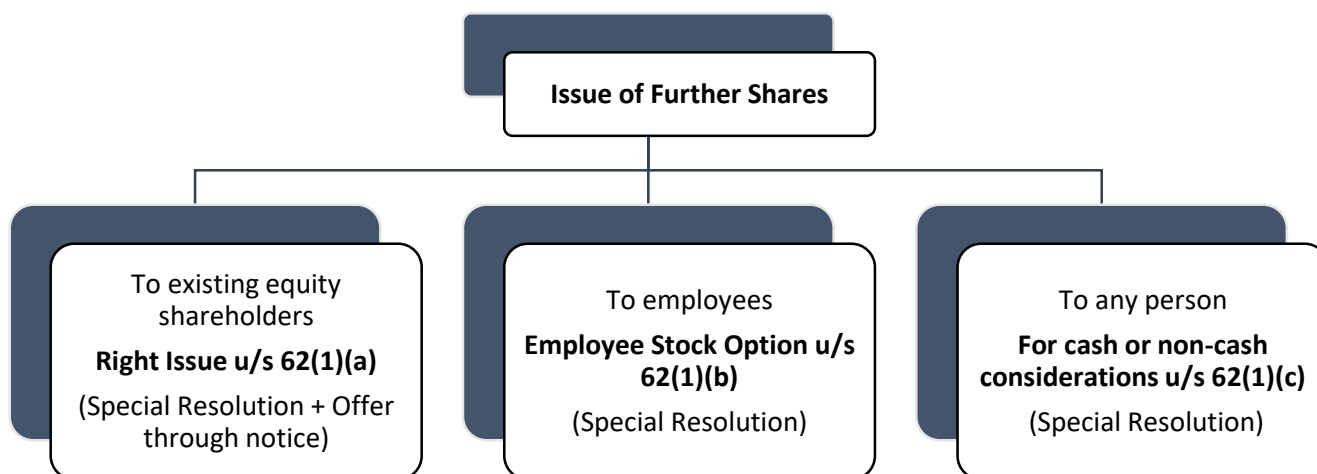 Issue of Further Shares
To existing equity
shareholders
Right Issue u/s 62(1)(a)
(Special Resolution + Offer
through notice)
To employees
Employee Stock Option u/s
62(1)(b)
(Special Resolution)
To any person
For cash or non-cash
considerations u/s 62(1)(c)
(Special Resolution)